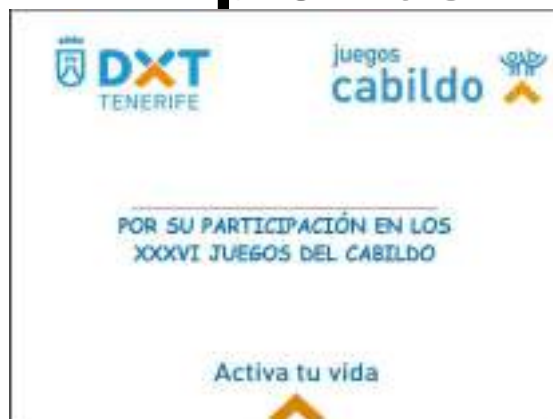 DXT
TENERIFE
juegos
cabildo
POR SU PARTICIPACIÓN EN LOS
XXXVI JUEGOS DEL CABILDO
Activa tu vida